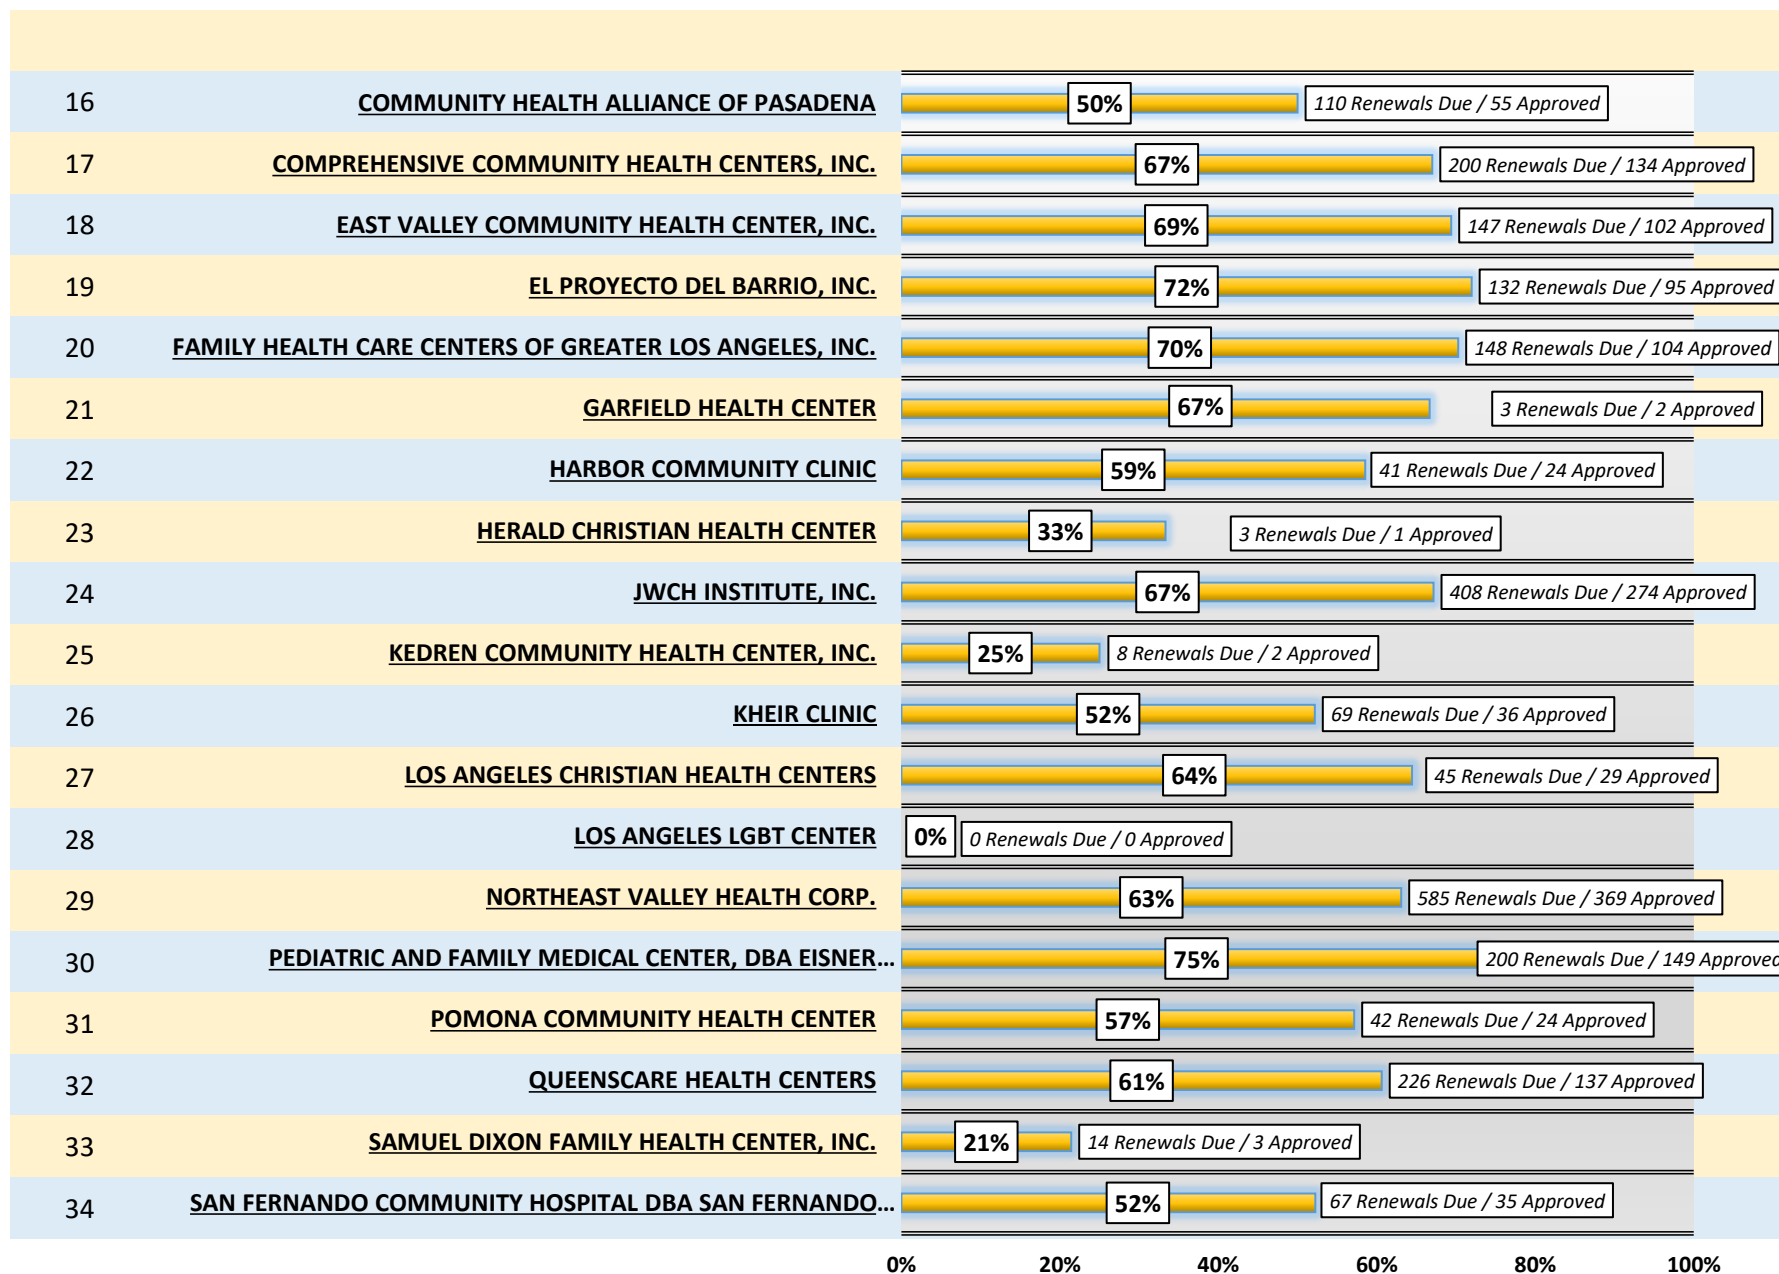 16 COMMUNITY HEALTH ALLIANCE OF PASADENA 50% 110 Renewals Due / 55 Approved
17 COMPREHENSIVE COMMUNITY HEALTH CENTERS, INC. 67% 200 Renewals Due / 134 Approved
18 EAST VALLEY COMMUNITY HEALTH CENTER, INC. 69% 147 Renewals Due / 102 Approved
19 EL PROYECTO DEL BARRIO, INC. 72% 132 Renewals Due / 95 Approved
20 FAMILY HEALTH CARE CENTERS OF GREATER LOS ANGELES, INC. 70% 148 Renewals Due / 104 Approved
21 GARFIELD HEALTH CENTER 67% 3 Renewals Due / 2 Approved
22 HARBOR COMMUNITY CLINIC 59% 41 Renewals Due / 24 Approved
23 HERALD CHRISTIAN HEALTH CENTER 33% 3 Renewals Due / 1 Approved
24 JWCH INSTITUTE, INC. 67% 408 Renewals Due / 274 Approved
25 KEDREN COMMUNITY HEALTH CENTER, INC. 25% 8 Renewals Due / 2 Approved
26 KHEIR CLINIC 52% 69 Renewals Due / 36 Approved
27 LOS ANGELES CHRISTIAN HEALTH CENTERS 64% 45 Renewals Due / 29 Approved
28 LOS ANGELES LGBT CENTER 0% 0 Renewals Due / 0 Approved
29 NORTHEAST VALLEY HEALTH CORP. 63% 585 Renewals Due / 369 Approved
30 PEDIATRIC AND FAMILY MEDICAL CENTER, DBA EISNER... 75% 200 Renewals Due / 149 Approved
31 POMONA COMMUNITY HEALTH CENTER 57% 42 Renewals Due / 24 Approved
32 QUEENSCARE HEALTH CENTERS 61% 226 Renewals Due / 137 Approved
33 SAMUEL DIXON FAMILY HEALTH CENTER, INC. 21% 14 Renewals Due / 3 Approved
34 SAN FERNANDO COMMUNITY HOSPITAL DBA SAN FERNANDO... 52% 67 Renewals Due / 35 Approved
0% 20% 40% 60% 80% 100%